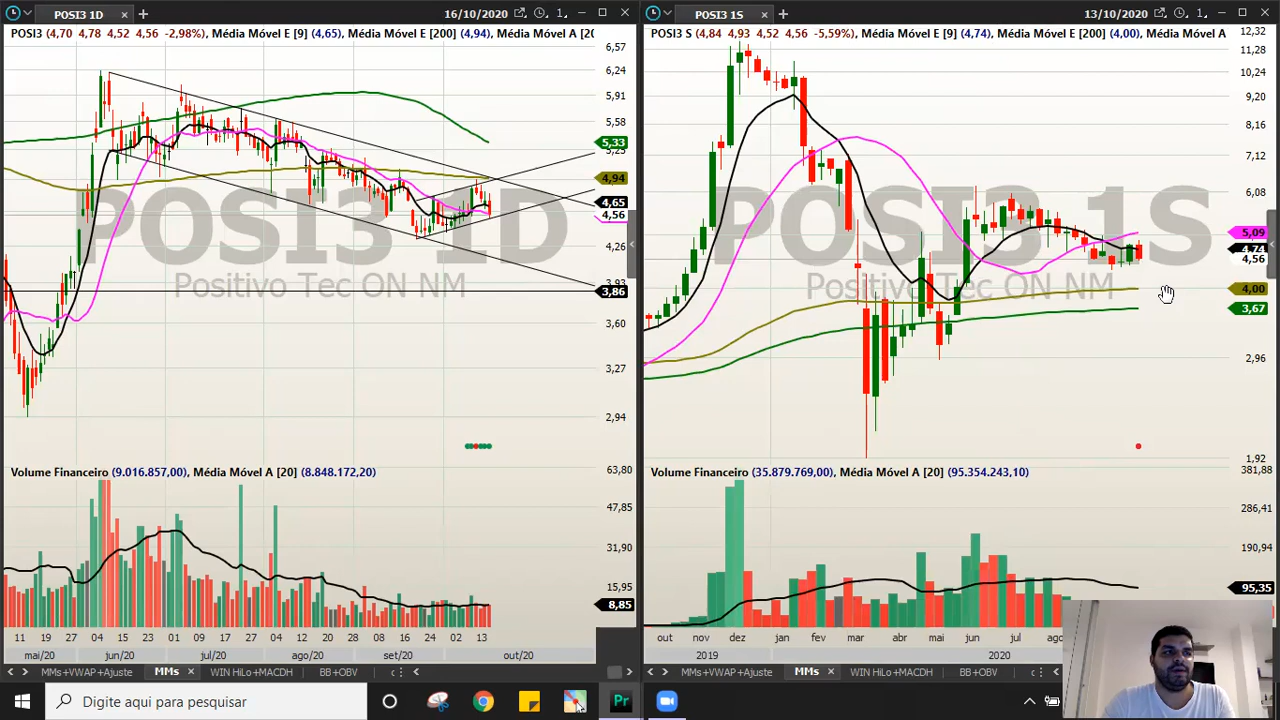 POSI3 1D
16/10/2020
1
POSI3 (4,70 4,78 4,52 4,56 -2,98%), Média Móvel E [9] (4,65), Média Móvel E [200] (4,94), Média Móvel A [20
6,57
6,24
5,91
5,58
5,33
5,25
4,94
4,65
4,56
4,26
3,93
3,86
3,60
3,27
2,94
POSI3 1D
Positivo Tec ON NM
Volume Financeiro (9.016.857,00), Média Móvel A [20] (8.848.172,20)
63,80
47,85
31,90
15,95
8,85
11 19 27 04 15 23 01 09 17 27 04 12 20 28 08 16 24 02 13
mai/20 jun/20 jul/20 ago/20 set/20 out/20
MMs+VWAP+Ajuste MMs WIN HiLo+MACDH BB+OBV
POSI3 1S
13/10/2020
1
POSI3 S (4,84 4,93 4,52 4,56 -5,59%), Média Móvel E [9] (4,74), Média Móvel E [200] (4,00), Média Móvel A
12,32
11,28
10,24
9,20
8,16
7,12
6,08
5,09
4,74
4,56
4,00
3,67
2,96
1,92
POSI3 1S
Positivo Tec ON NM
Volume Financeiro (35.879.769,00), Média Móvel A [20] (95.354.243,10)
381,88
286,41
190,94
95,35
out nov dez jan fev mar abr mai jun jul ago
2019 2020
MMs+VWAP+Ajuste MMs WIN HiLo+MACDH BB+OBV
Digite aqui para pesquisar
Pr